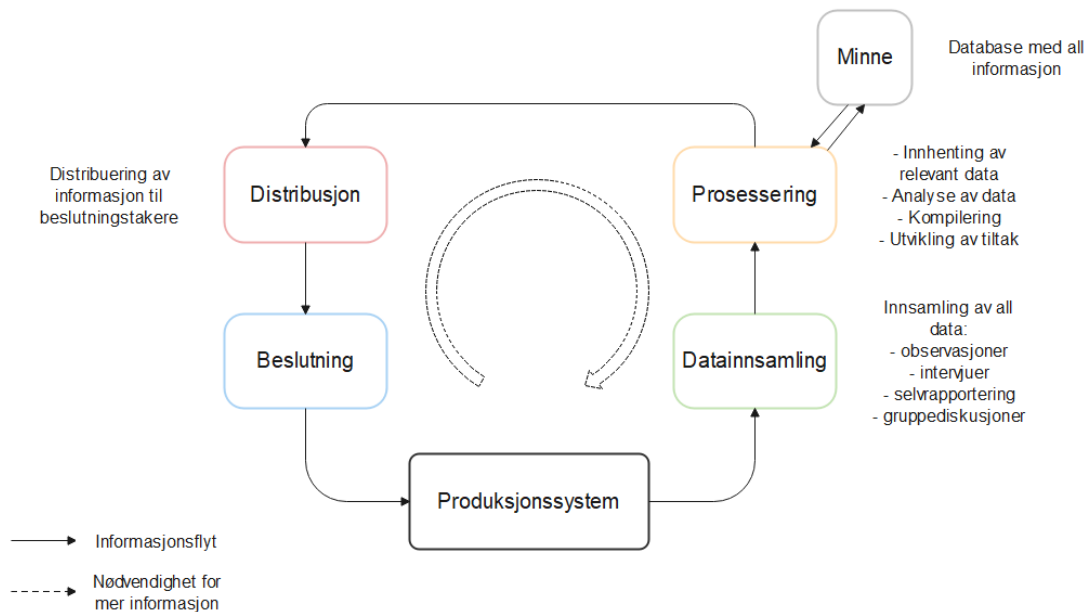 Minne
Database med all
informasjon
Distribuering av
informasjon til
beslutningstakere
Distribusjon
Prosessering
- Innhenting av
relevant data
- Analyse av data
- Kompilering
- Utvikling av tiltak
Beslutning
Datainnsamling
Innsamling av all
data:
- observasjoner
- intervjuer
- selvrapportering
- gruppediskusjoner
Produksjonssystem
Informasjonsflyt
Nødvendighet for
mer informasjon